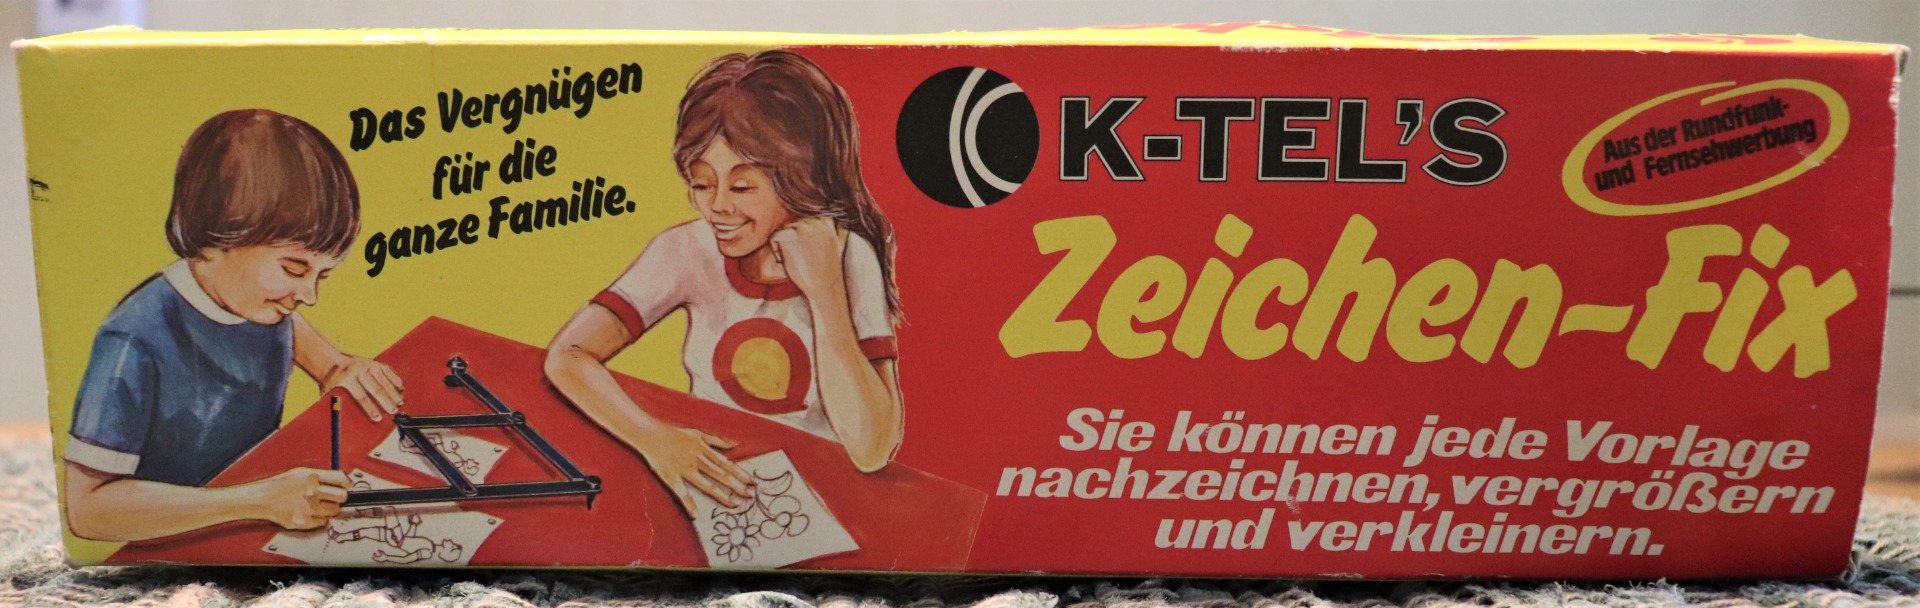 Das Vergnügen
für die
ganze Familie.
K-TEL'S
Aus der Rundfunk-
und Fernsehwerbung
Zeichen-Fix
Sie können jede Vorlage
nachzeichnen, vergrößern
und verkleinern.